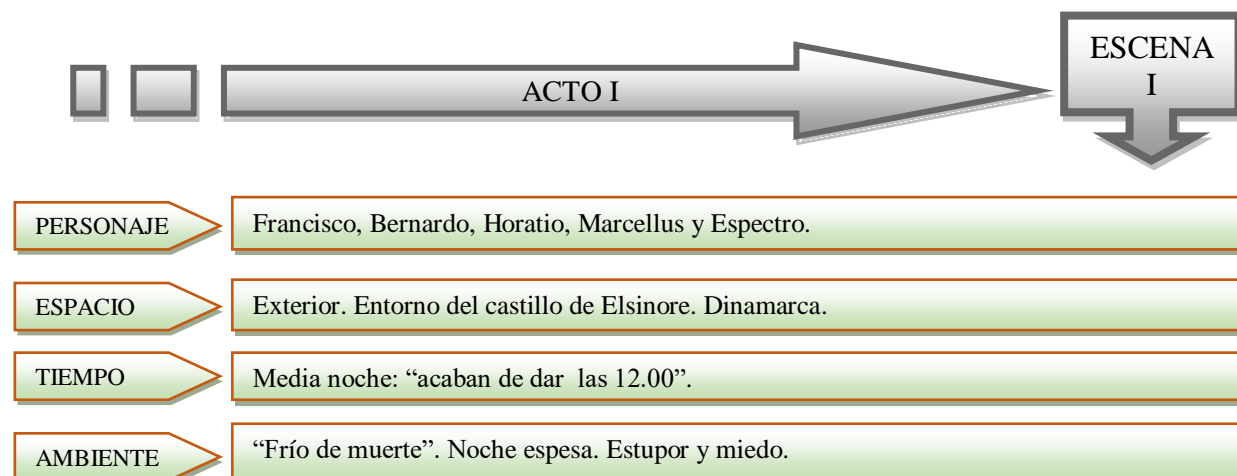 ACTO I
ESCENA
I
PERSONAJE
Francisco, Bernardo, Horatio, Marcellus y Espectro.
ESPACIO
Exterior. Entorno del castillo de Elsinore. Dinamarca.
TIEMPO
Media noche: “acaban de dar  las 12.00”.
AMBIENTE
“Frío de muerte”. Noche espesa. Estupor y miedo.